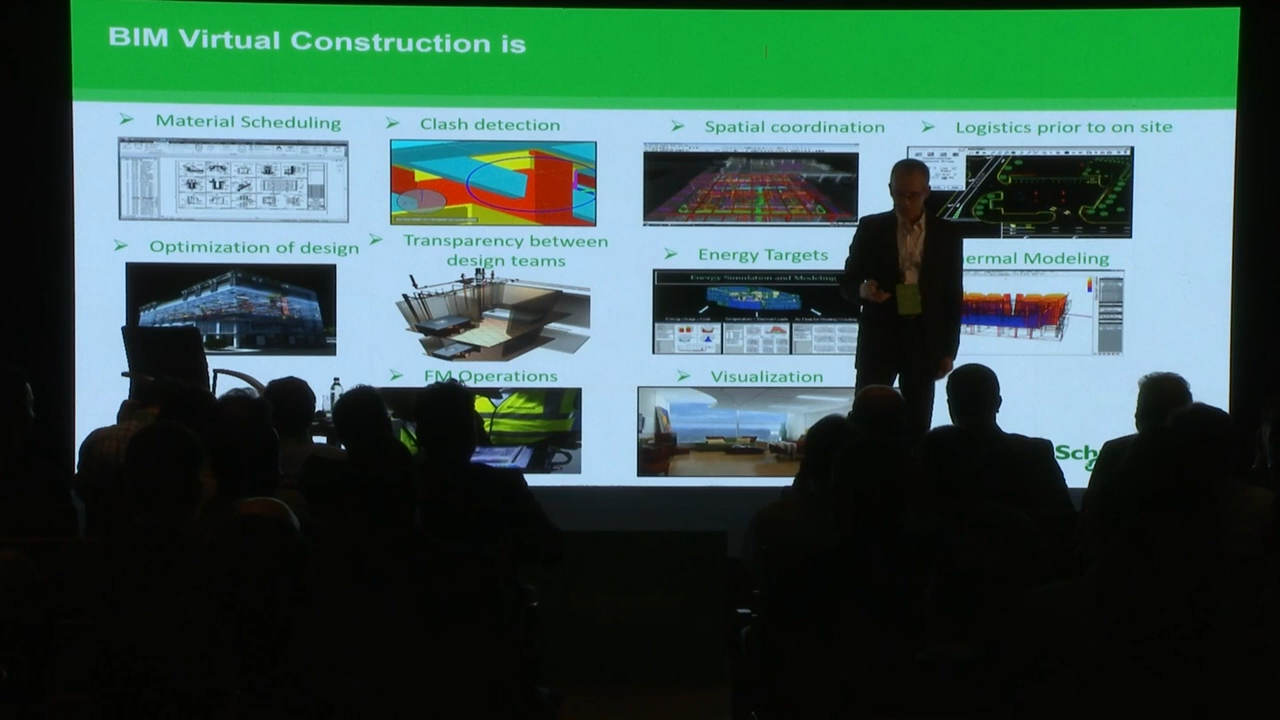 BIM Virtual Construction is
Material Scheduling
Clash detection
Spatial coordination
Logistics prior to on site
Optimization of design
Transparency between
design teams
Energy Targets
ermal Modeling
Energy Simulation and Modeling
FM Operations
Visualization
Sch